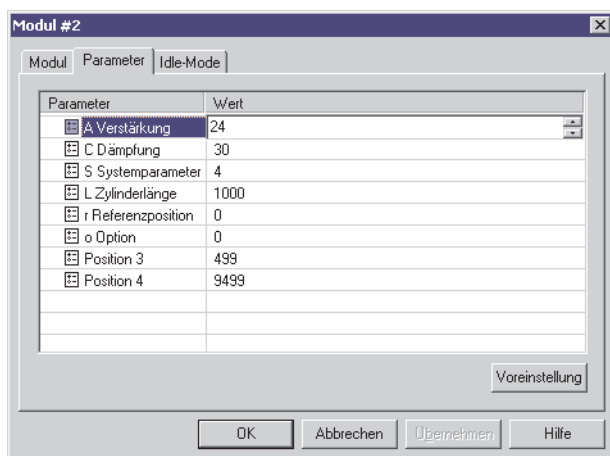 Modul #2
Modul Parameter Idle-Mode
Parameter Wert
A Verstärkung 24
C Dämpfung 30
S Systemparameter 4
L Zylinderlänge 1000
r Referenzposition 0
o Option 0
Position 3 499
Position 4 9499
Voreinstellung
OK Abbrechen Übernehmen Hilfe